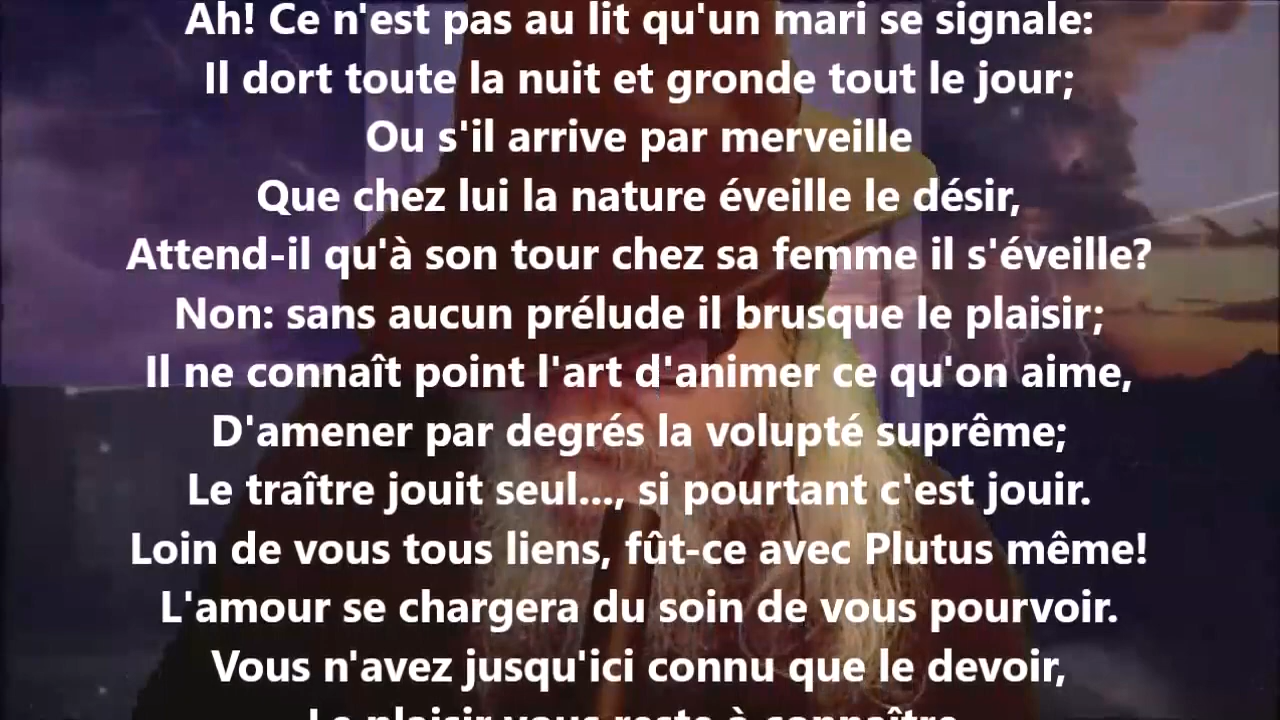 Ah! Ce n'est pas au lit qu'un mari se signale:
Il dort toute la nuit et gronde tout le jour;
Ou s'il arrive par merveille
Que chez lui la nature éveille le désir,
Attend-il qu'à son tour chez sa femme il s'éveille?
Non: sans aucun prélude il brusque le plaisir;
Il ne connaît point l'art d'animer ce qu'on aime,
D'amener par degrés la volupté suprême;
Le traître jouit seul..., si pourtant c'est jouir.
Loin de vous tous liens, fût-ce avec Plutus même!
L'amour se chargera du soin de vous pourvoir.
Vous n'avez jusqu'ici connu que le devoir,
Le plaisir vous reste à connaître